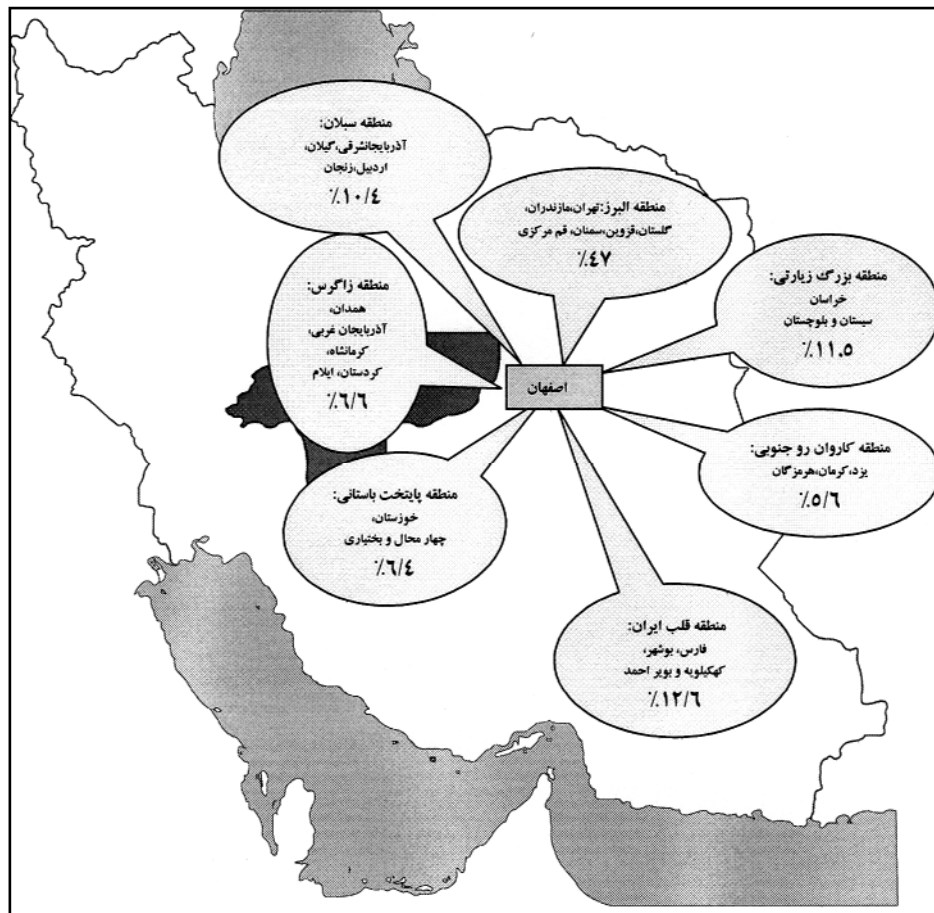 منطقه سبلان:
آذربایجانشرقی،گیلان،
اردبیل،زنجان
٪۱۰/٤
منطقه البرز:تهران،مازندران،
گلستان،قزوین،سمنان، قم مرکزی
٪٤۷
منطقه بزرگ زیارتی:
خراسان
سیستان و بلوچستان
٪۱۱.٥
منطقه زاگرس:
همدان،
آذربایجان غربی،
کرمانشاه،
کردستان، ایلام
٪٦/٦
اصفهان
منطقه کاروان رو جنوبی:
یزد،کرمان،هرمزگان
٪٥/٦
منطقه پایتخت باستانی:
خوزستان،
چهار محال و بختیاری
٪٦/٤
منطقه قلب ایران:
فارس، بوشهر،
کهکیلویه و بویر احمد
٪۱۲/٦